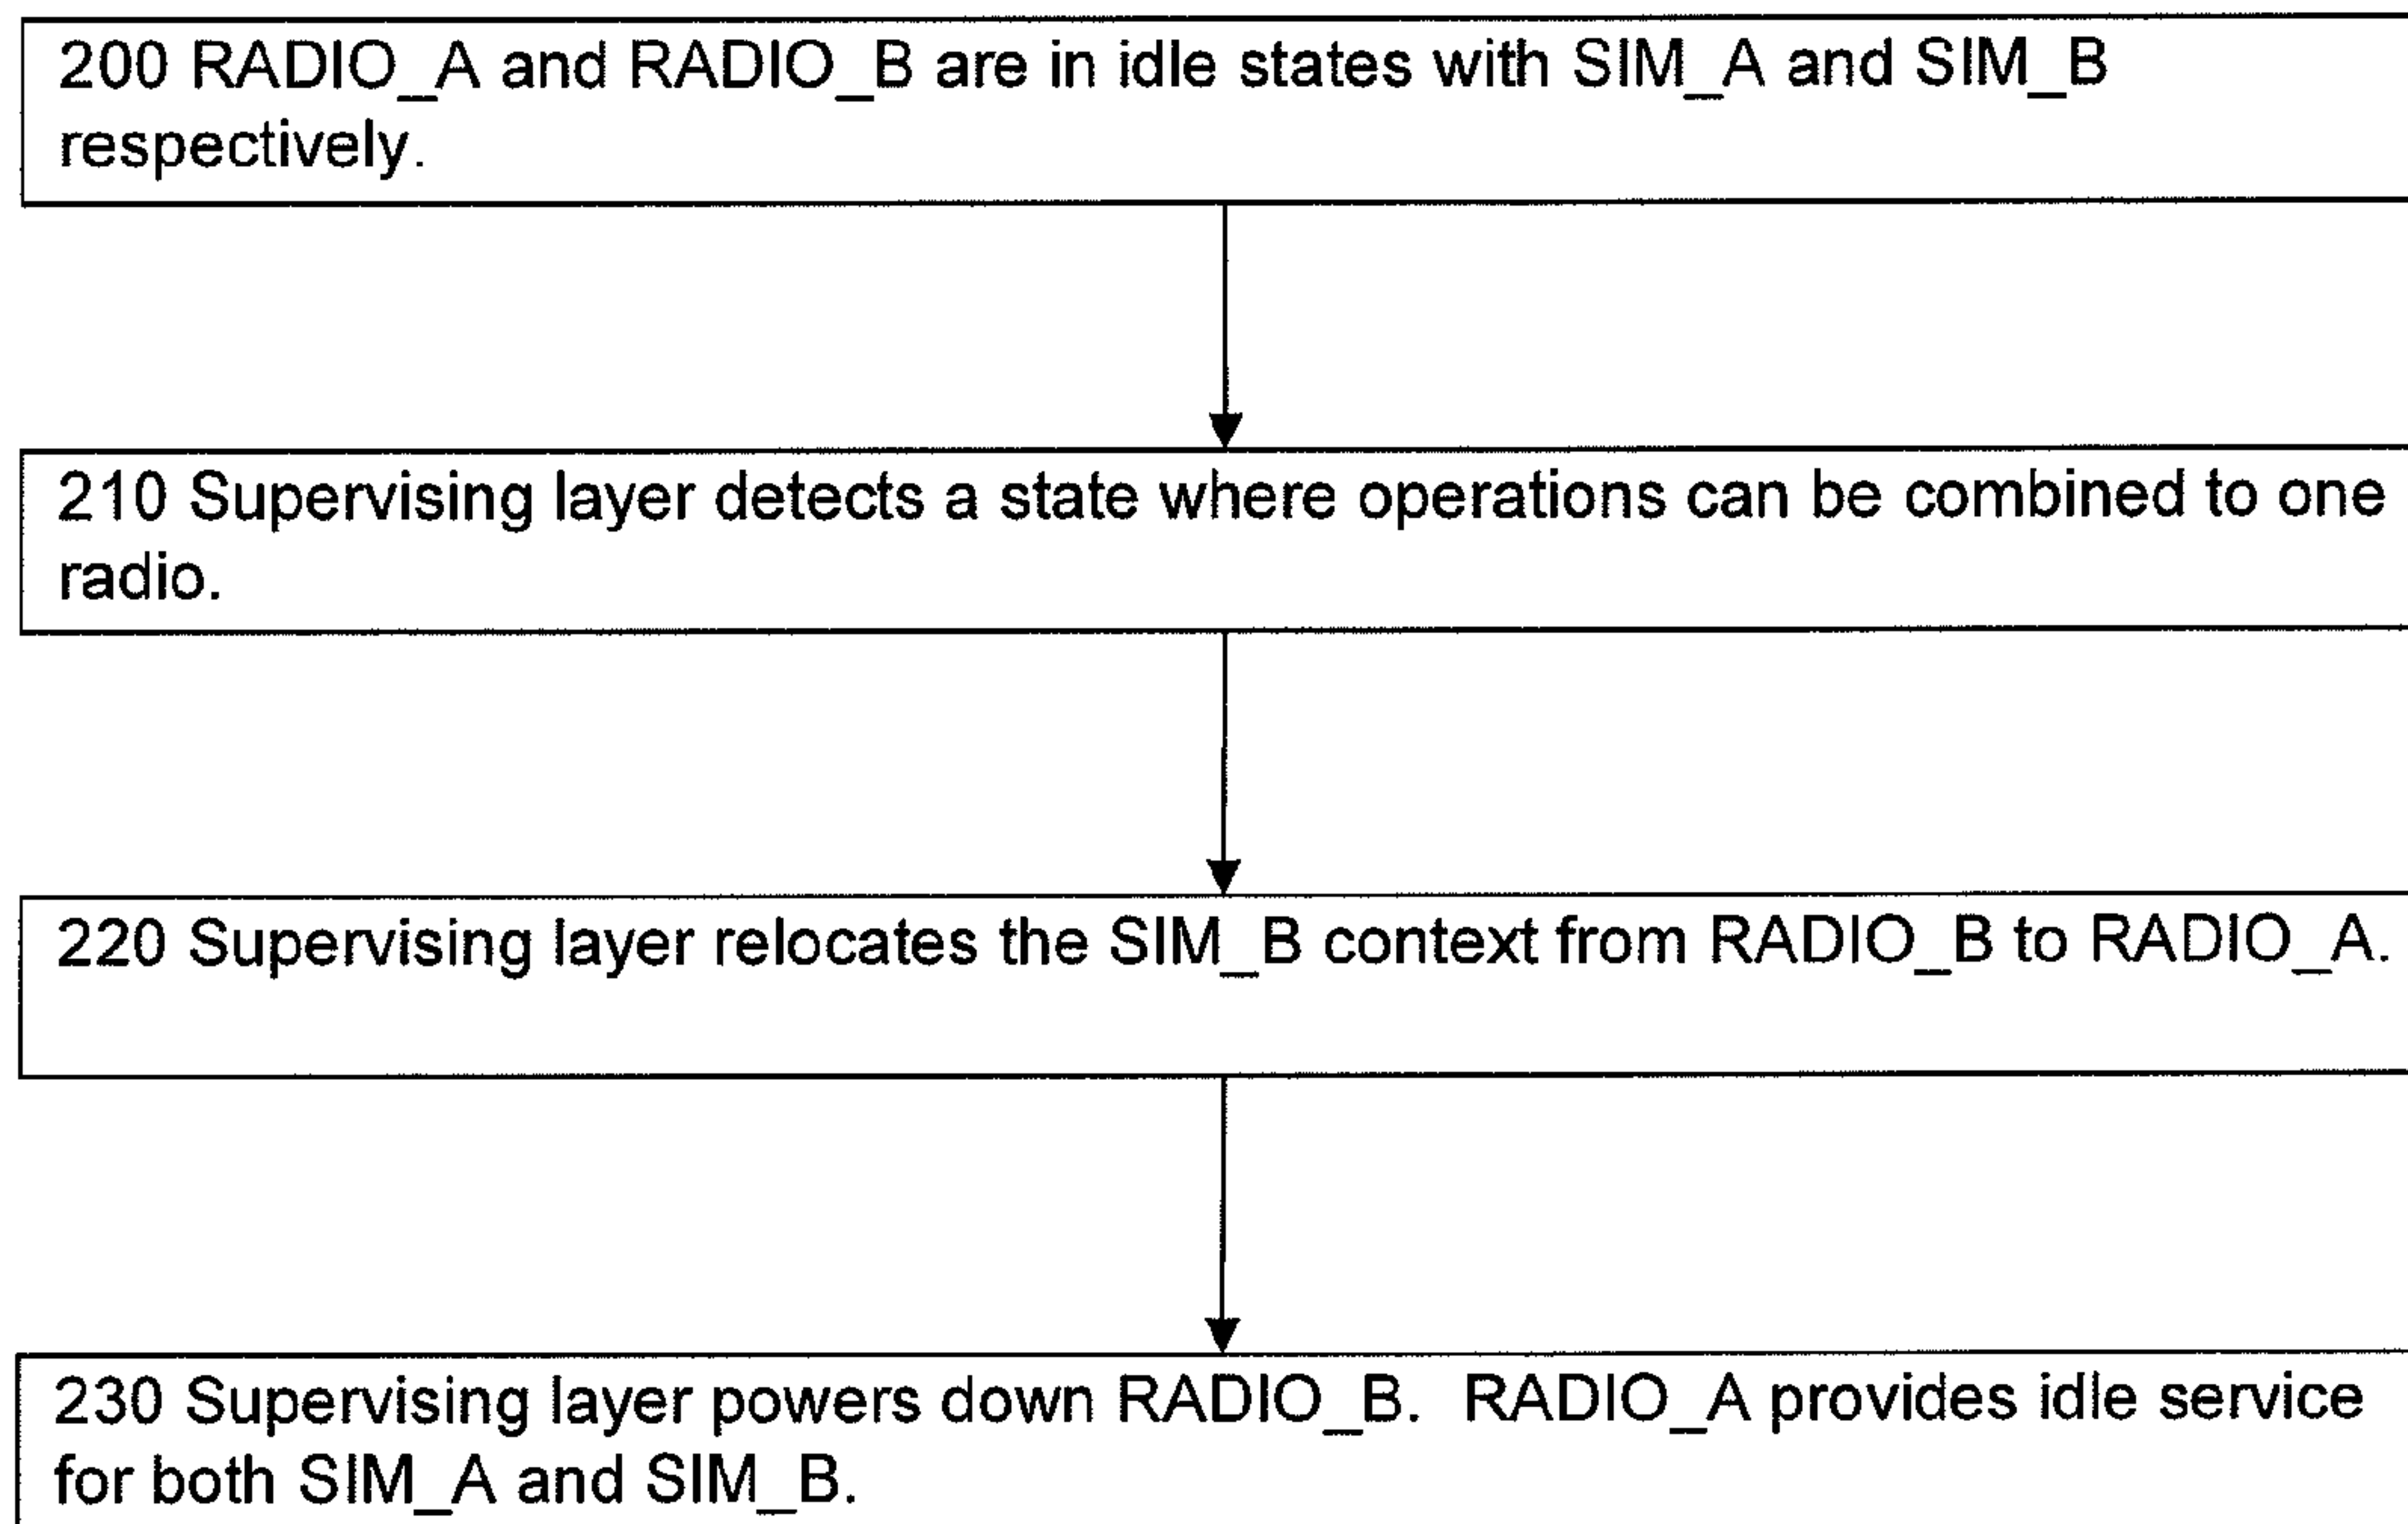 200 RADIO_A and RADIO_B are in idle states with SIM_A and SIM_B
respectively.
210 Supervising layer detects a state where operations can be combined to one
radio.
220 Supervising layer relocates the SIM_B context from RADIO_B to RADIO_A.
230 Supervising layer powers down RADIO_B.  RADIO_A provides idle service
for both SIM_A and SIM_B.